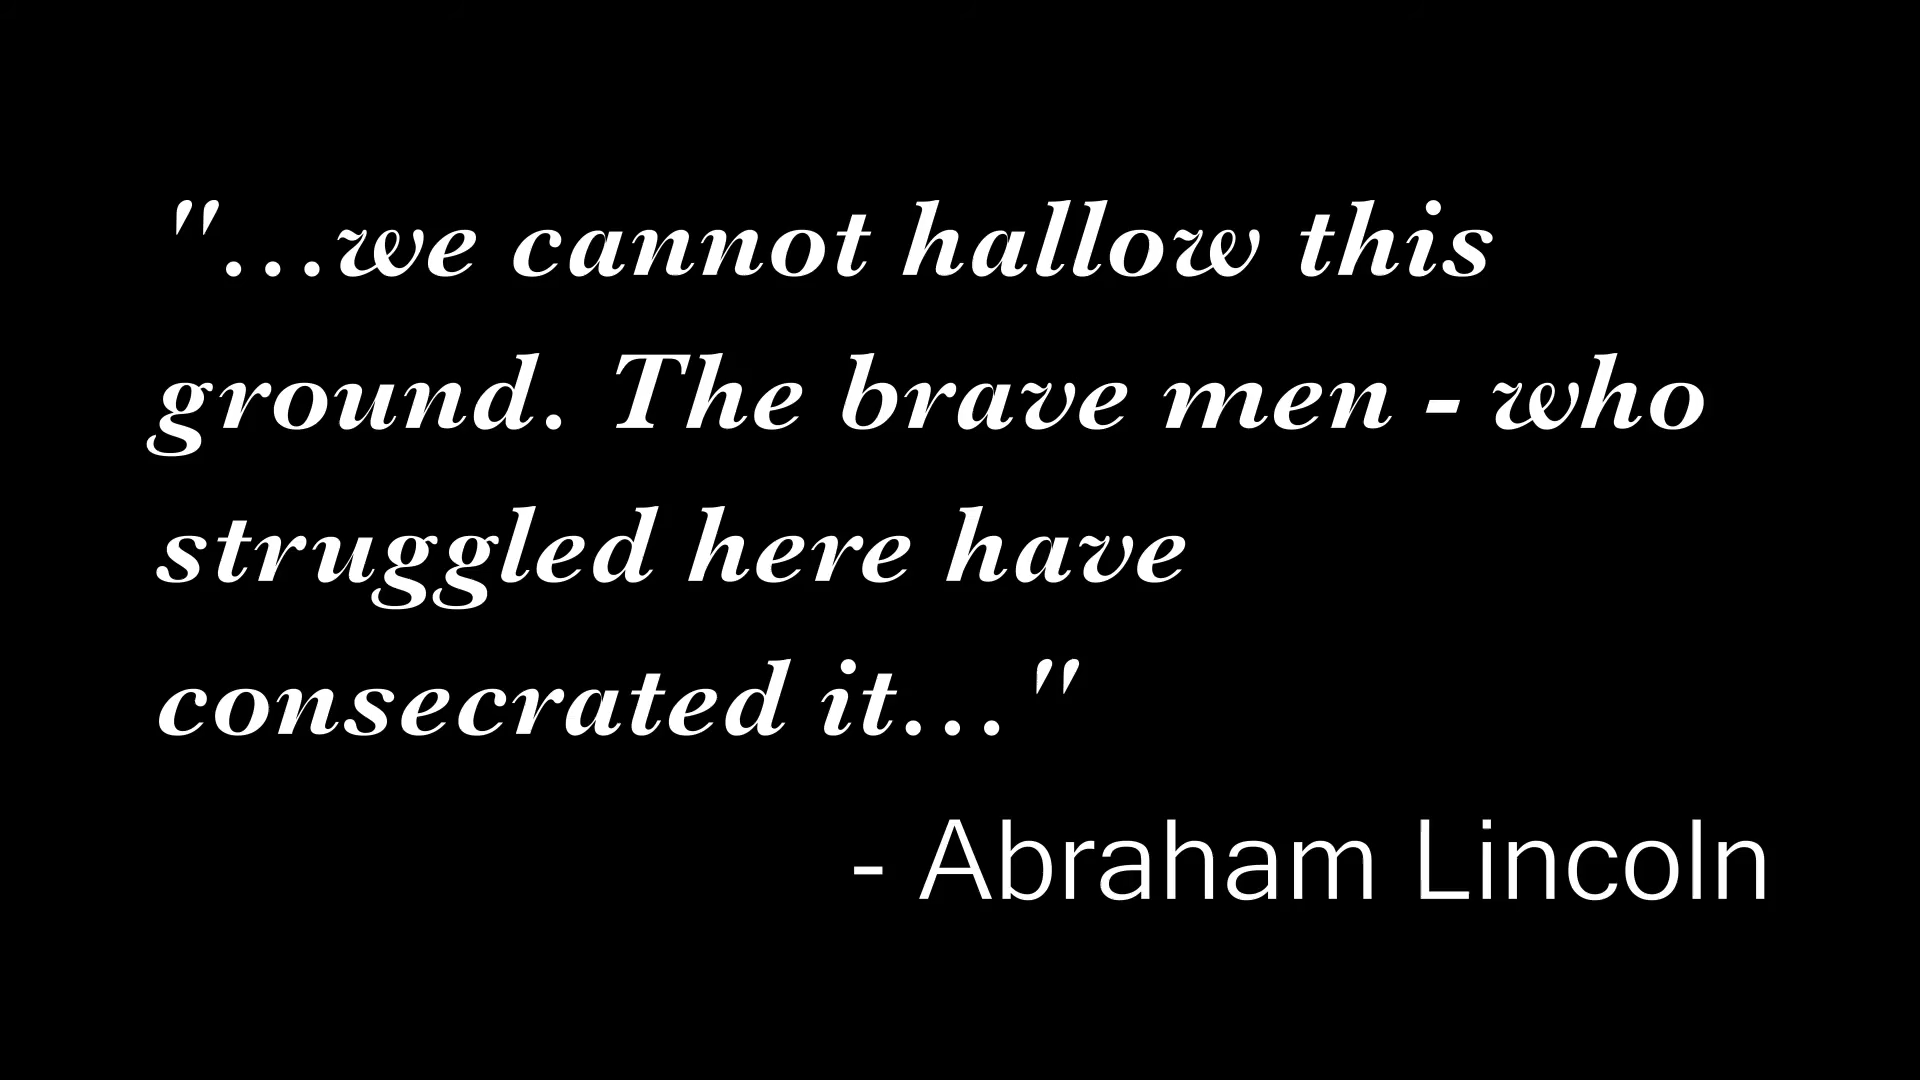 "...we cannot hallow this
ground. The brave men - who
struggled here have
consecrated it..."
- Abraham Lincoln